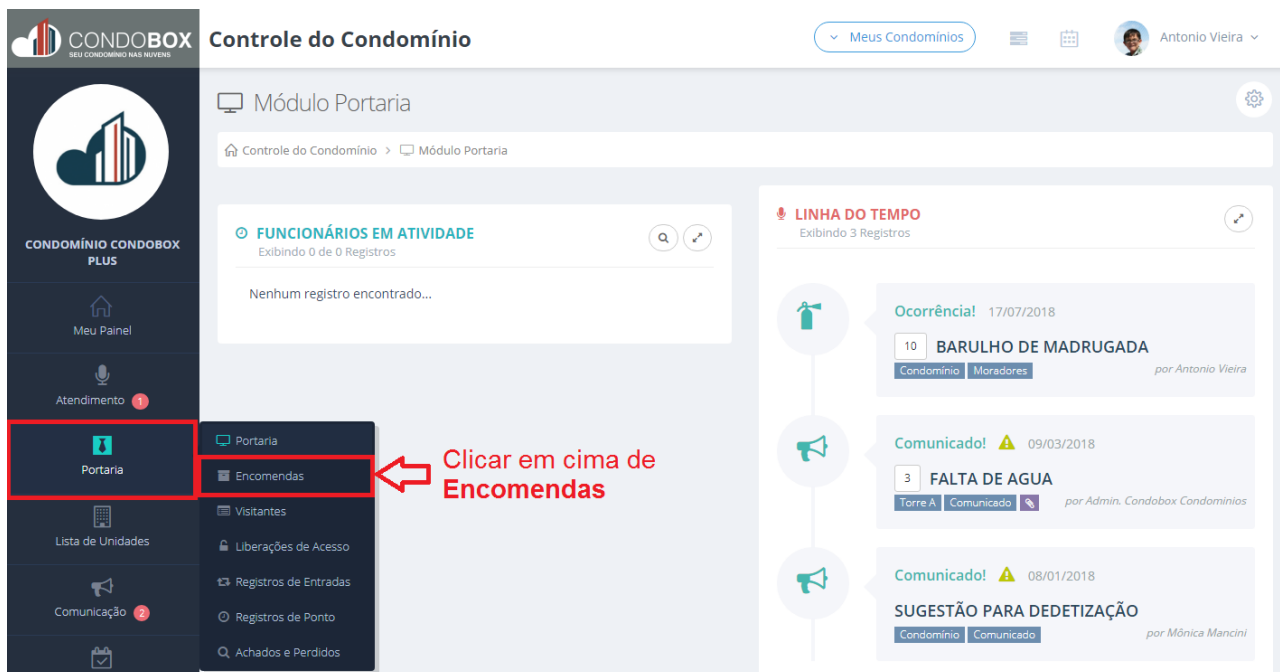 CONDOBOX
SEU CONDOMÍNIO NAS NUVENS
Controle do Condomínio
Meus Condomínios
Antonio Vieira
CONDOMÍNIO CONDOBOX
PLUS
Meu Painel
Atendimento 1
Portaria
Lista de Unidades
Comunicação 2
Módulo Portaria
Controle do Condomínio > Módulo Portaria
FUNCIONÁRIOS EM ATIVIDADE
Exibindo 0 de 0 Registros
Nenhum registro encontrado...
Portaria
Encomendas
Visitantes
Liberações de Acesso
Registros de Entradas
Registros de Ponto
Achados e Perdidos
Clicar em cima de
Encomendas
LINHA DO TEMPO
Exibindo 3 Registros
Ocorrência! 17/07/2018
10 BARULHO DE MADRUGADA
Condomínio Moradores por Antonio Vieira
Comunicado! 09/03/2018
3 FALTA DE AGUA
Torre A Comunicado por Admin. Condobox Condominios
Comunicado! 08/01/2018
SUGESTÃO PARA DEDETIZAÇÃO
Condomínio Comunicado por Mônica Mancini